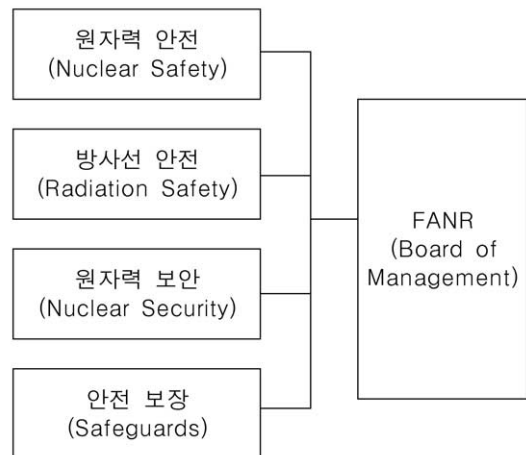 원자력 안전
(Nuclear Safety)
방사선 안전
(Radiation Safety)
원자력 보안
(Nuclear Security)
안전 보장
(Safeguards)
FANR
(Board of
Management)